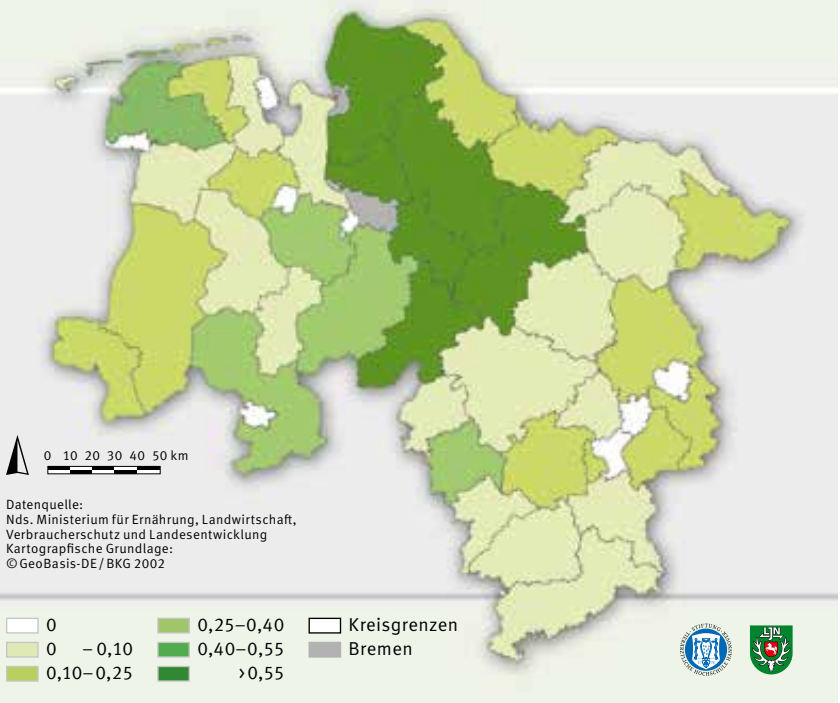 0 10 20 30 40 50 km
Datenquelle:
Nds. Ministerium für Ernährung, Landwirtschaft,
Verbraucherschutz und Landesentwicklung
Kartografische Grundlage:
© GeoBasis-DE / BKG 2002
0
0 – 0,10
0,10–0,25
0,25–0,40
0,40–0,55
>0,55
Kreisgrenzen
Bremen
LJN